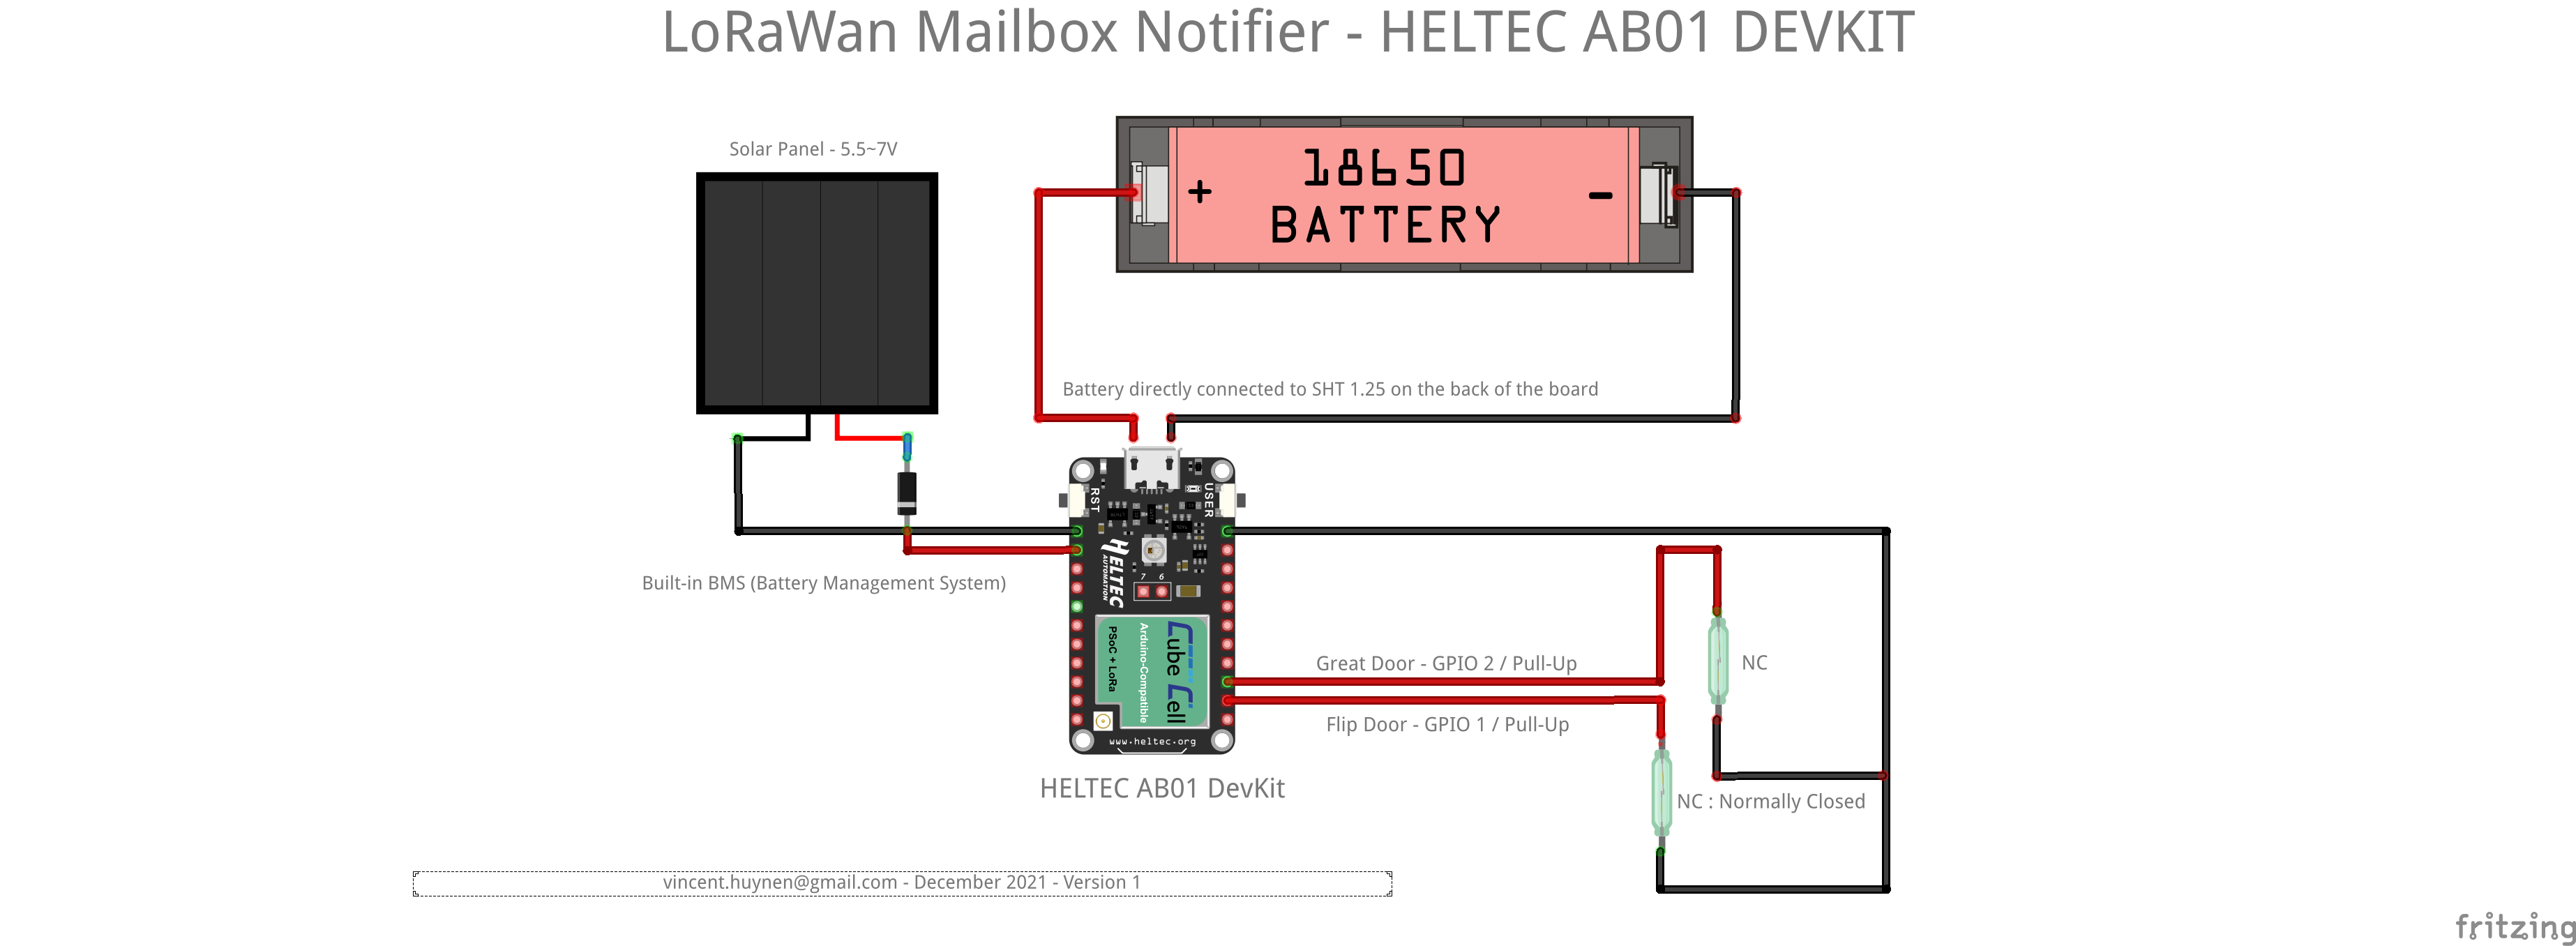 LoRaWan Mailbox Notifier - HELTEC AB01 DEVKIT
Solar Panel - 5.5~7V
+ 18650 -
BATTERY
Battery directly connected to SHT 1.25 on the back of the board
RST
USER
Built-in BMS (Battery Management System)
HELTEC
AUTOMATION
7 6
Cube Cell
Arduino-Compatible
PSoC + LoRa
www.heltec.org
Great Door - GPIO 2 / Pull-Up
NC
Flip Door - GPIO 1 / Pull-Up
HELTEC AB01 DevKit
NC : Normally Closed
vincent.huynen@gmail.com - December 2021 - Version 1
fritzing